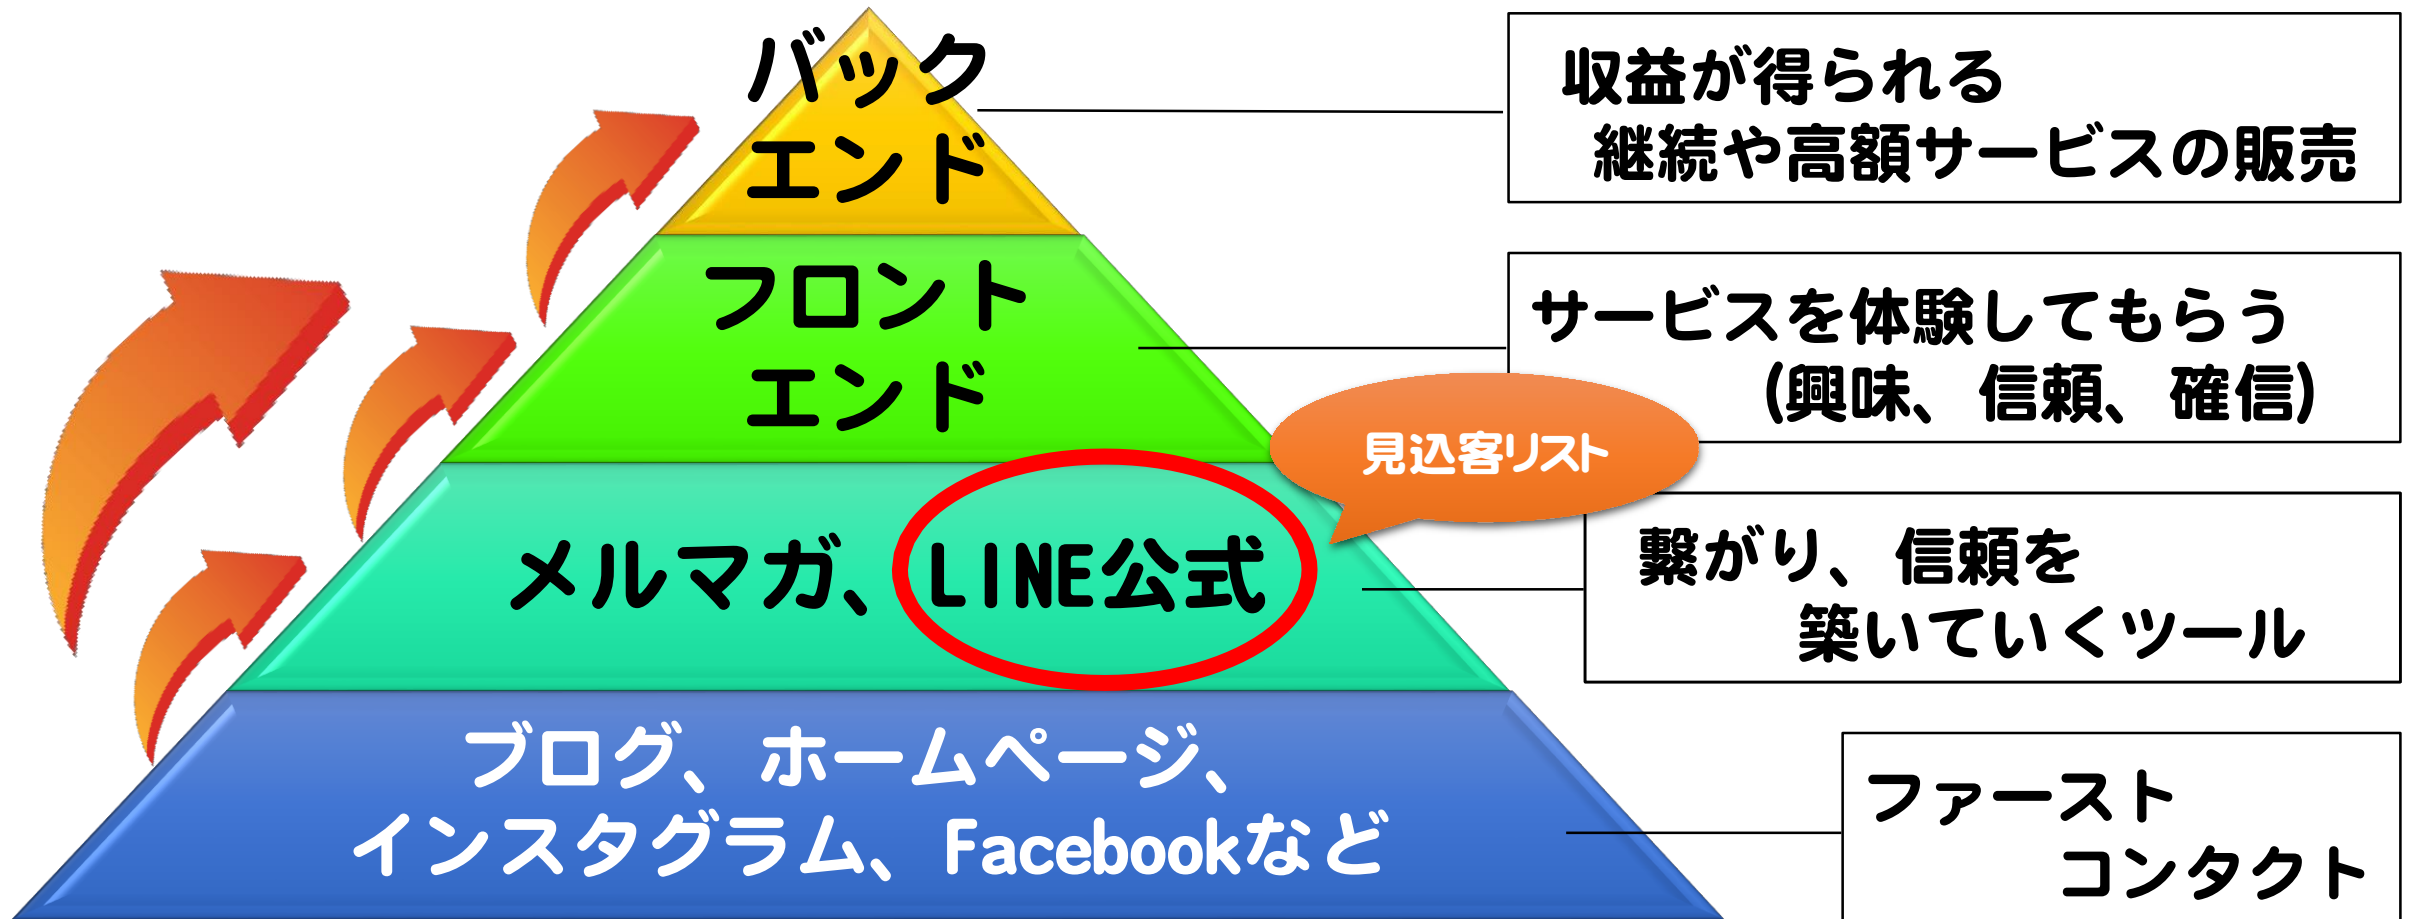 バック
エンド
収益が得られる
継続や高額サービスの販売
フロント
エンド
サービスを体験してもらう
(興味、信頼、確信)
見込客リスト
メルマガ、LINE公式
繋がり、信頼を
築いていくツール
ブログ、ホームページ、
インスタグラム、Facebookなど
ファースト
コンタクト